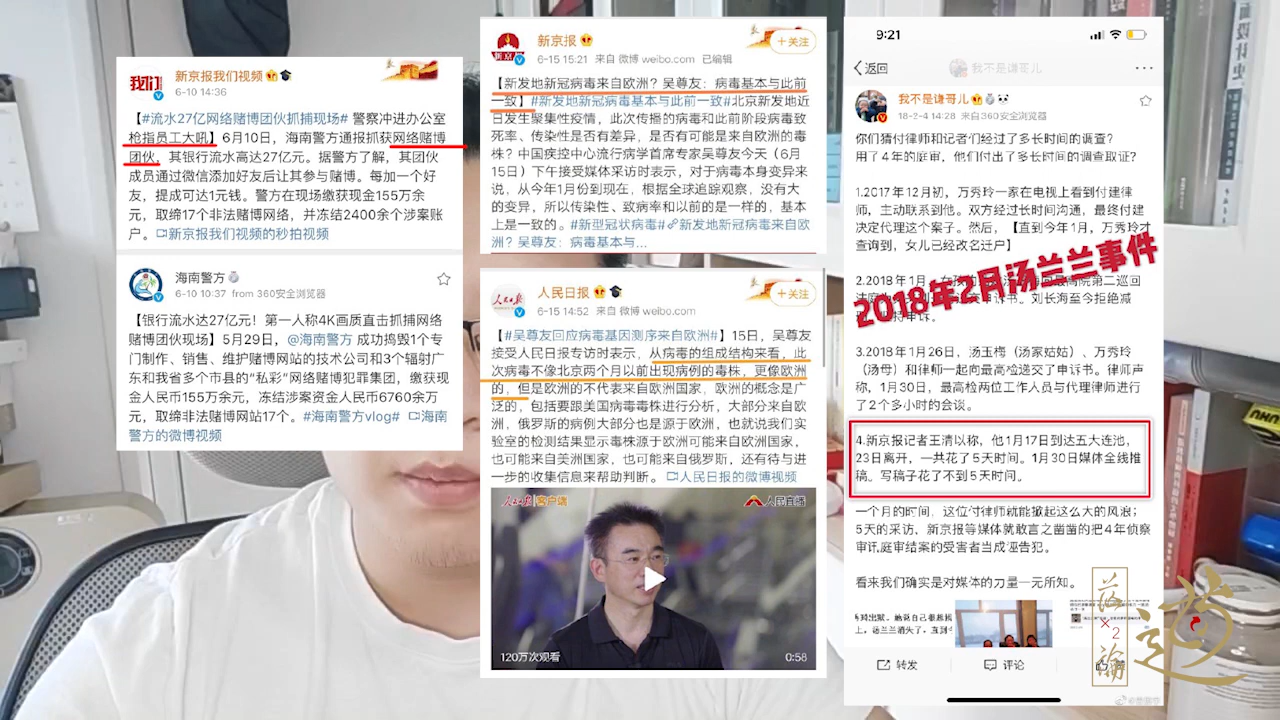 新京报我们视频
6-10 14:36
【#流水27亿网络赌博团伙抓捕现场# 警察冲进办公室
枪指员工大吼】6月10日，海南警方通报抓获网络赌博
团伙，其银行流水高达27亿元。据警方了解，其团伙
成员通过微信添加好友后让其参与赌博。每加一个好
友，提成可达1元钱。警方在现场缴获现金155万余
元，取缔17个非法赌博网络，并冻结2400余个涉案账
户。新京报我们视频的秒拍视频
海南警方
6-10 10:37 from 360安全浏览器
【银行流水达27亿元！第一人称4K画质直击抓捕网络
赌博团伙现场】5月29日，@海南警方 成功捣毁1个专
门制作、销售、维护赌博网站的技术公司和3个辐射广
东和我省多个市县的“私彩”网络赌博犯罪集团，缴获现
金人民币155万余元，冻结涉案资金人民币6760余万
元，取缔非法赌博网站17个。#海南警方vlog# 海南
警方的微博视频
新京报
+关注
6-15 15:21 来自 微博 weibo.com 已编辑
【新发地新冠病毒来自欧洲？吴尊友：病毒基本与此前
一致】#新发地新冠病毒基本与此前一致#北京新发地近
日发生聚集性疫情，此次传播的病毒和此前阶段病毒致
死率、传染性是否有差异，是否有可能是来自欧洲的毒
株？中国疾控中心流行病学首席专家吴尊友今天（6月
15日）下午接受媒体采访时表示，对于病毒本身变异来
说，从今年1月份到现在，根据全球追踪观察，没有大
的变异，所以传染性、致病率和以前的是一样的，基本
上是一致的。#新型冠状病毒#新发地新冠病毒来自欧
洲？吴尊友：病毒基本与...
人民日报
+关注
6-15 14:52 来自 微博 weibo.com
【#吴尊友回应病毒基因测序来自欧洲#】15日，吴尊友
接受人民日报专访时表示，从病毒的组成结构来看，此
次病毒不像北京两个月以前出现病例的毒株，更像欧洲
的，但是欧洲的不代表来自欧洲国家，欧洲的概念是广
泛的，包括要跟美国病毒毒株进行分析，大部分来自欧
洲，俄罗斯的病例大部分也是源于欧洲，也就说我们实
验室的检测结果显示毒株源于欧洲可能来自欧洲国家，
也可能来自美洲国家，也可能来自俄罗斯，还有待与进
一步的收集信息来帮助判断。人民日报的微博视频
人民日报 客户端
人民直播
120万次观看
0:58
9:21
返回
我不是谦哥儿
我不是谦哥儿
18-2-4 14:28 来自360安全浏览器
你们猜付律师和记者们经过了多长时间的调查？
用了4年的庭审，他们付出了多长时间的调查取证？
1.2017年12月初，万秀玲一家在电视上看到付建律
师，主动联系到他。双方经过长时间沟通，最终付建
决定代理这个案子。然后，【直到今年1月，万秀玲才
查询到，女儿已经改名迁户】
2018年2月汤兰兰事件
3.2018年1月26日，汤玉梅（汤家姑姑）、万秀玲
（汤母）和律师一起向最高检递交了申诉书。律师声
称，1月30日，最高检两位工作人员与代理律师进行
了2个多小时的会谈。
4.新京报记者王清以称，他1月17日到达五大连池，
23日离开，一共花了5天时间。1月30日媒体全线推
稿。写稿子花了不到5天时间。
一个月的时间，这位付律师就能掀起这么大的风浪；
5天的采访，新京报等媒体就敢言之凿凿的把4年侦察
审讯庭审结案的受害者当成诬告犯。
看来我们确实是对媒体的力量一无所知。
转发
评论